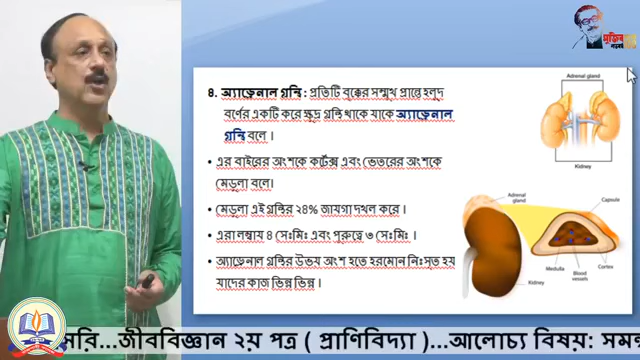 ৪. অ্যাড্রেনাল গ্রন্থি : প্রতিটি বৃক্কের সম্মুখ প্রান্তে হলুদ
বর্ণের একটি করে ক্ষুদ্র গ্রন্থি থাকে যাকে অ্যাড্রেনাল
গ্রন্থি বলে ।
• এর বাইরের অংশকে কর্টেক্স এবং ভেতরের অংশকে
মেডুলা বলে।
• মেডুলা এই গ্রন্থির ২৪% জায়গা দখল করে ।
• এরা লম্বায় ৪ সেঃমিঃ এবং পুরুত্বে ৩ সেঃমিঃ ।
• অ্যাড্রেনাল গ্রন্থির উভয় অংশ হতে হরমোন নিঃসৃত হয়
যাদের কাজ ভিন্ন ভিন্ন ।
Adrenal gland
Kidney
Adrenal
gland
Capsule
Medulla
Blood
vessels
Cortex
Kidney
...জীববিজ্ঞান ২য় পত্র ( প্রাণিবিদ্যা )...আলোচ্য বিষয়: